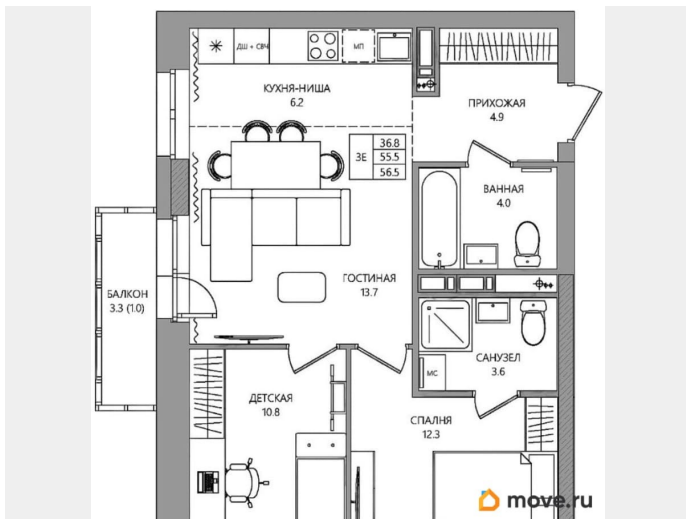 ДШ + СВЧ
МП
КУХНЯ-НИША
6.2
ПРИХОЖАЯ
4.9
3Е
36.8
55.5
56.5
ВАННАЯ
4.0
ГОСТИНАЯ
13.7
БАЛКОН
3.3 (1.0)
САНУЗЕЛ
3.6
МС
ДЕТСКАЯ
10.8
СПАЛНЯ
12.3
move.ru